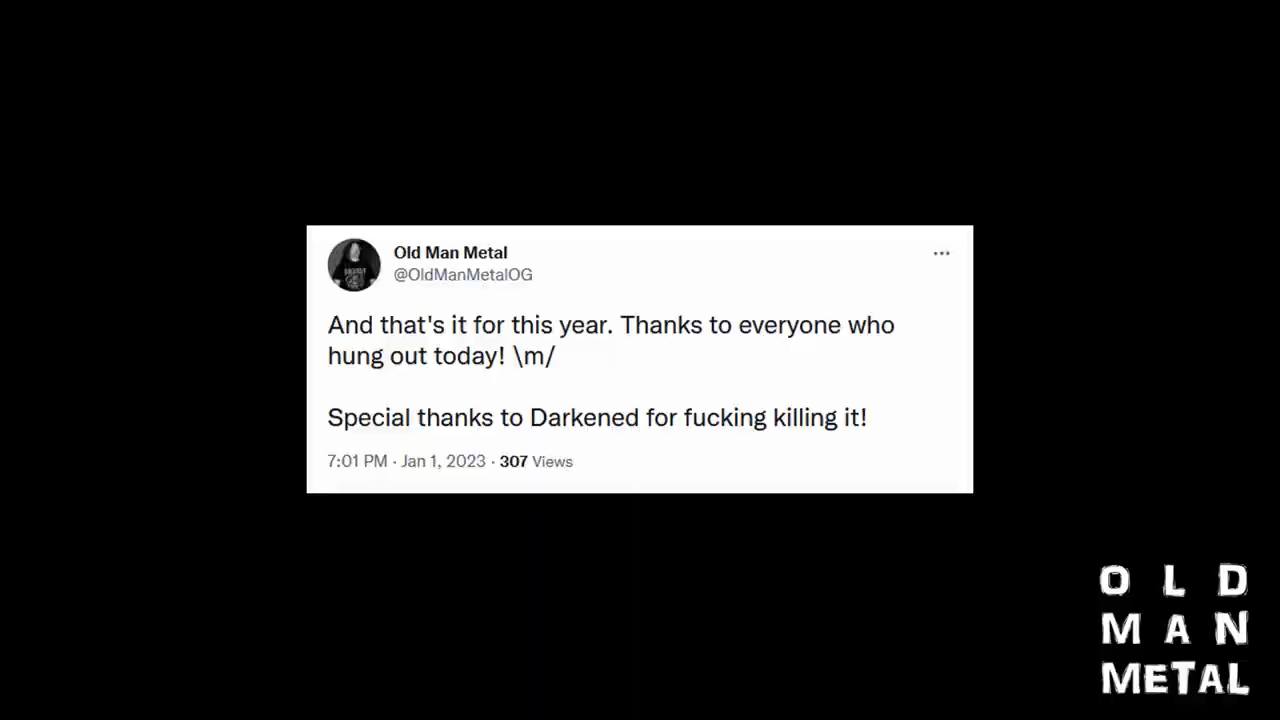 Old Man Metal
@OldManMetalOG
And that's it for this year. Thanks to everyone who
hung out today! \m/
Special thanks to Darkened for fucking killing it!
7:01 PM · Jan 1, 2023 · 307 Views
OLD
MAN
METAL